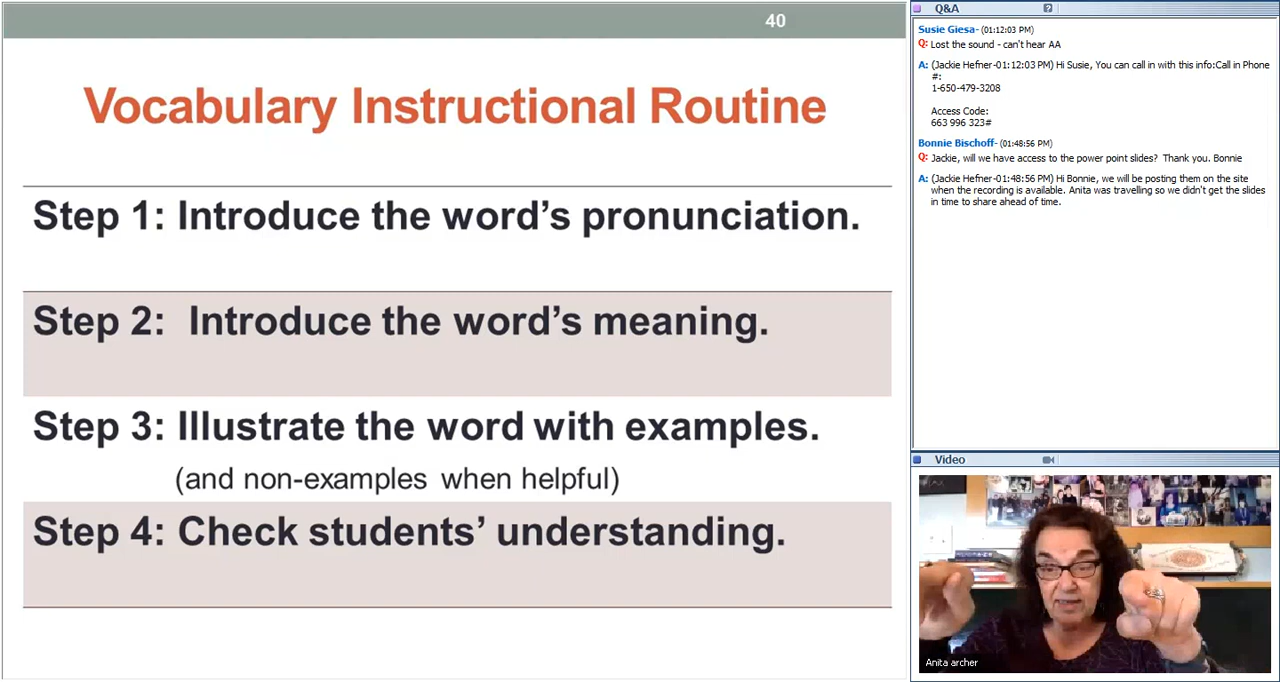 40
Vocabulary Instructional Routine
Step 1: Introduce the word’s pronunciation.
Step 2: Introduce the word’s meaning.
Step 3: Illustrate the word with examples.
(and non-examples when helpful)
Step 4: Check students’ understanding.
Q&A
Susie Giesa- (01:12:03 PM)
Q: Lost the sound - can't hear AA
A: (Jackie Hefner-01:12:03 PM) Hi Susie, You can call in with this info:Call in Phone
#:
1-650-479-3208
Access Code:
663 996 323#
Bonnie Bischoff- (01:48:56 PM)
Q: Jackie, will we have access to the power point slides? Thank you. Bonnie
A: (Jackie Hefner-01:48:56 PM) Hi Bonnie, we will be posting them on the site
when the recording is available. Anita was travelling so we didn't get the slides
in time to share ahead of time.
Video
Anita archer